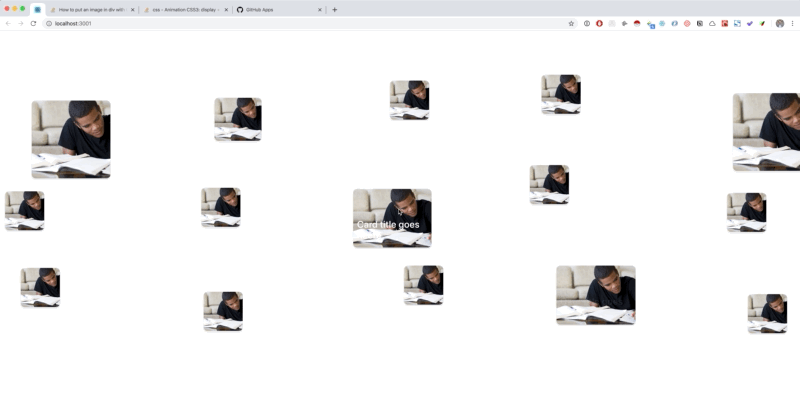 How to put an image in div with
css - Animation CSS3: display
GitHub Apps
localhost:3001
Card title goes